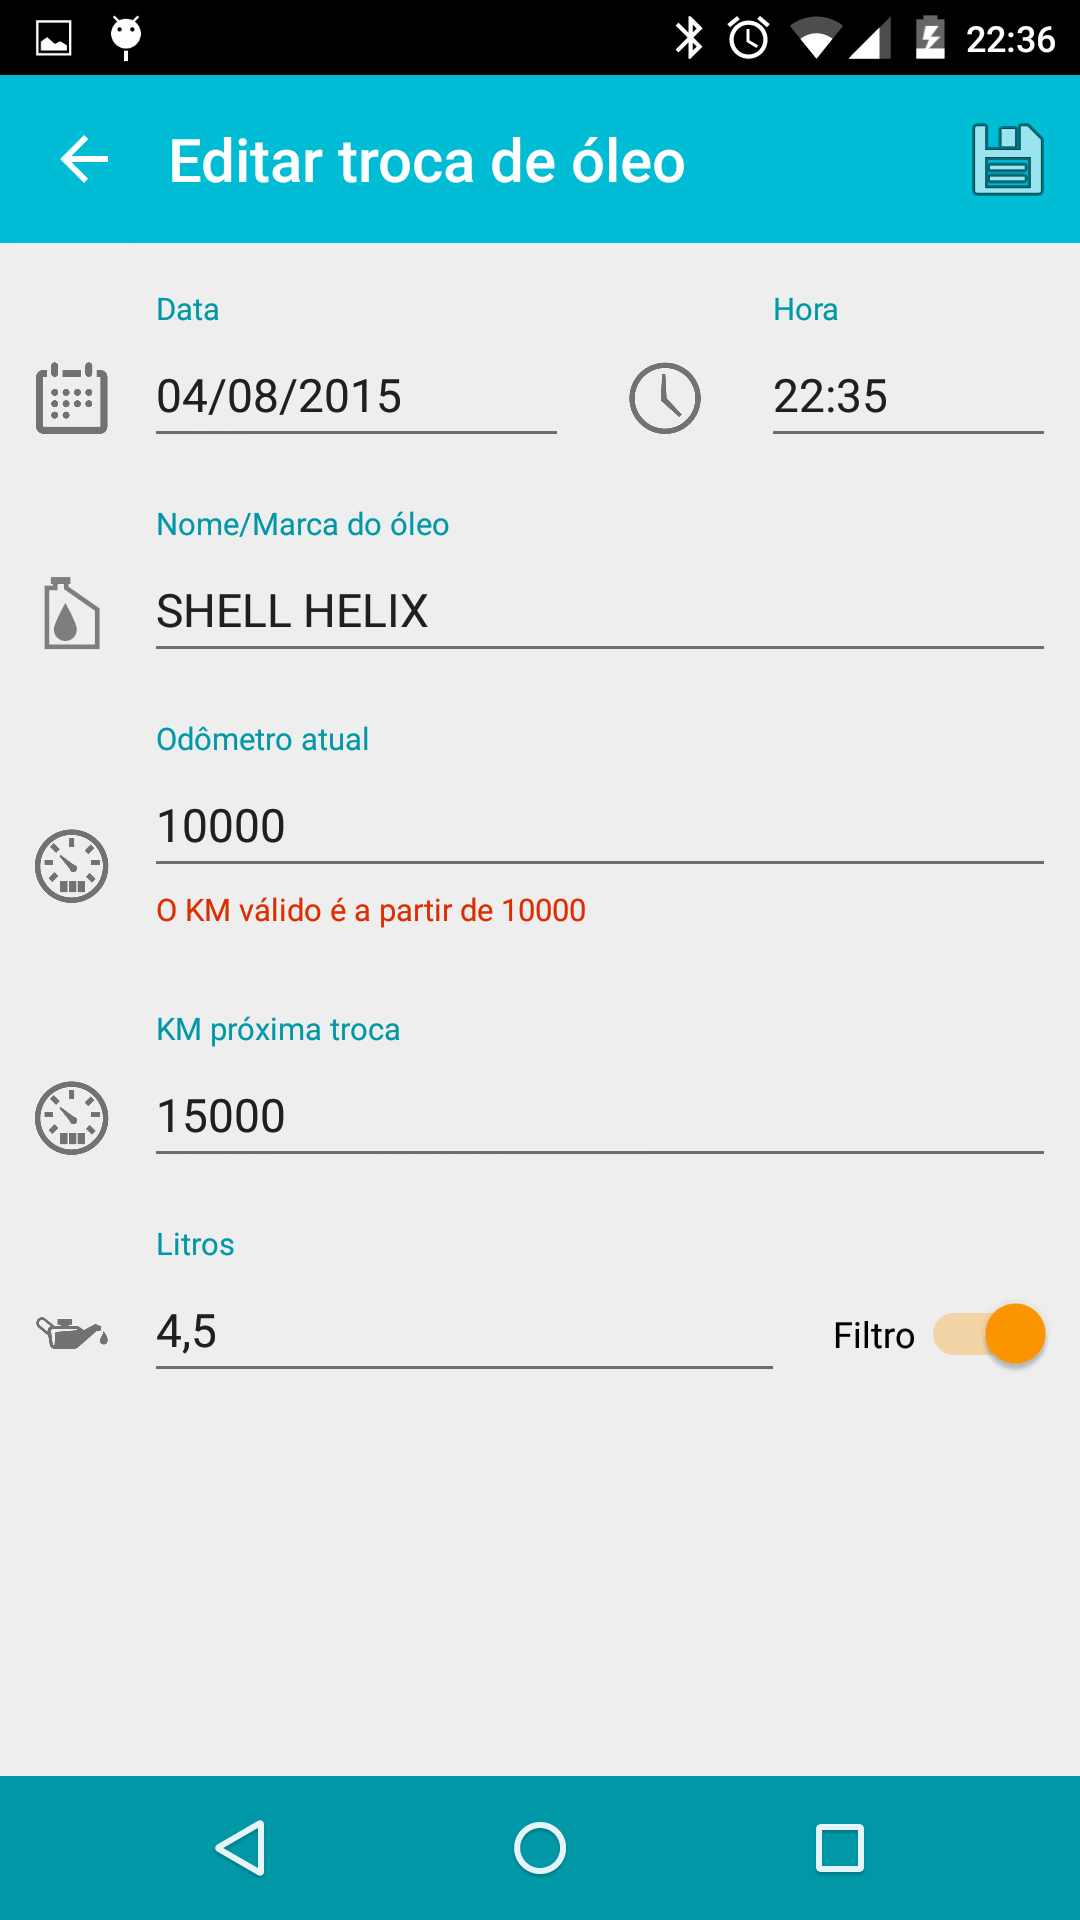 22:36
Editar troca de óleo
Data Hora
04/08/2015 22:35
Nome/Marca do óleo
SHELL HELIX
Odômetro atual
10000
O KM válido é a partir de 10000
KM próxima troca
15000
Litros
4,5 Filtro